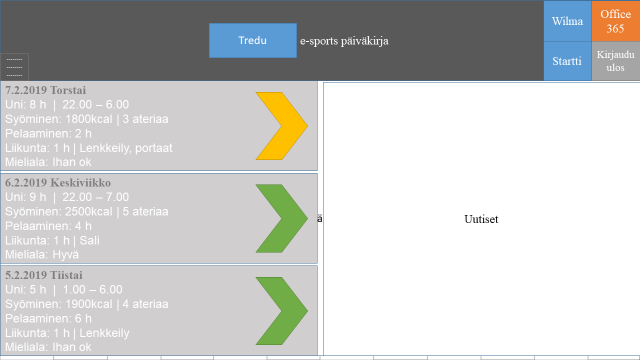 Tredu
e-sports päiväkirja
Wilma
Office
365
Startti
Kirjaudu
ulos
7.2.2019 Torstai
Uni: 8 h | 22.00 – 6.00
Syöminen: 1800kcal | 3 ateriaa
Pelaaminen: 2 h
Liikunta: 1 h | Lenkkeily, portaat
Mieliala: Ihan ok
6.2.2019 Keskiviikko
Uni: 9 h | 22.00 – 7.00
Syöminen: 2500kcal | 5 ateriaa
Pelaaminen: 4 h
Liikunta: 1 h | Sali
Mieliala: Hyvä
ä
Uutiset
5.2.2019 Tiistai
Uni: 5 h | 1.00 – 6.00
Syöminen: 1900kcal | 4 ateriaa
Pelaaminen: 6 h
Liikunta: 1 h | Lenkkeily
Mieliala: Ihan ok